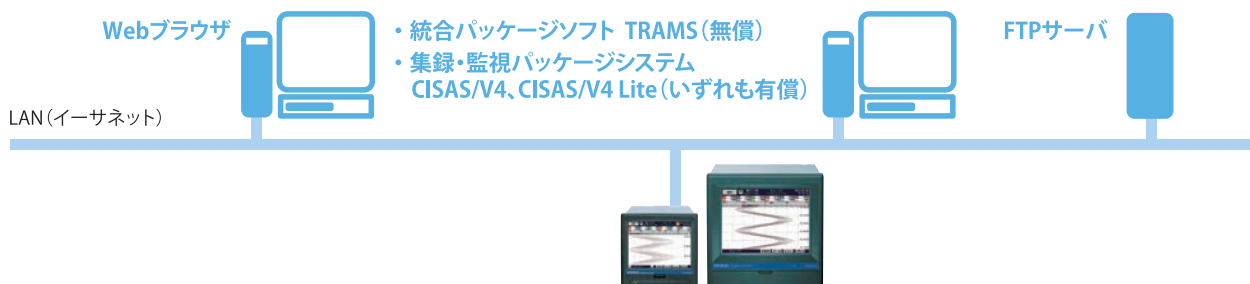 Webブラウザ
・統合パッケージソフト TRAMS(無償)
・集録・監視パッケージシステム
CISAS/V4、CISAS/V4 Lite(いずれも有償)
FTPサーバ
LAN(イーサネット)